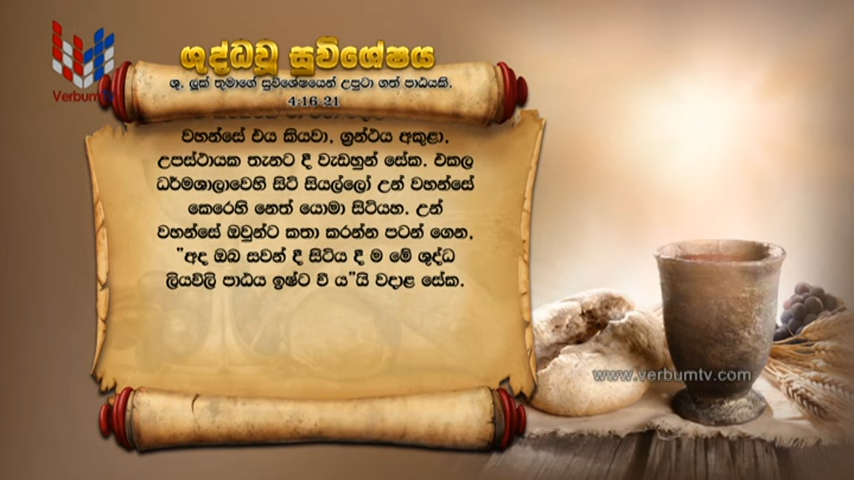 VerbumTV
ශුද්ධවූ සුවිශේෂය
ශු. ලූක් තුමාගේ සුවිශේෂයෙන් උපුටා ගත් පාඨයකි.
4:16-21
වහන්සේ එය කියවා, ග්‍රන්ථය අකුළා,
උපස්ථායක තැනට දී වැඩහුන් සේක. එකල
ධර්මශාලාවෙහි සිටි සියල්ලෝ උන් වහන්සේ
කෙරෙහි නෙත් යොමා සිටියහ. උන්
වහන්සේ ඔවුන්ට කතා කරන්න පටන් ගෙන,
"අද ඔබ සවන් දී සිටිය දී ම මේ ශුද්ධ
ලියවිලි පාඨය ඉෂ්ට වී ය"යි වදාළ සේක.
www.verbumtv.com